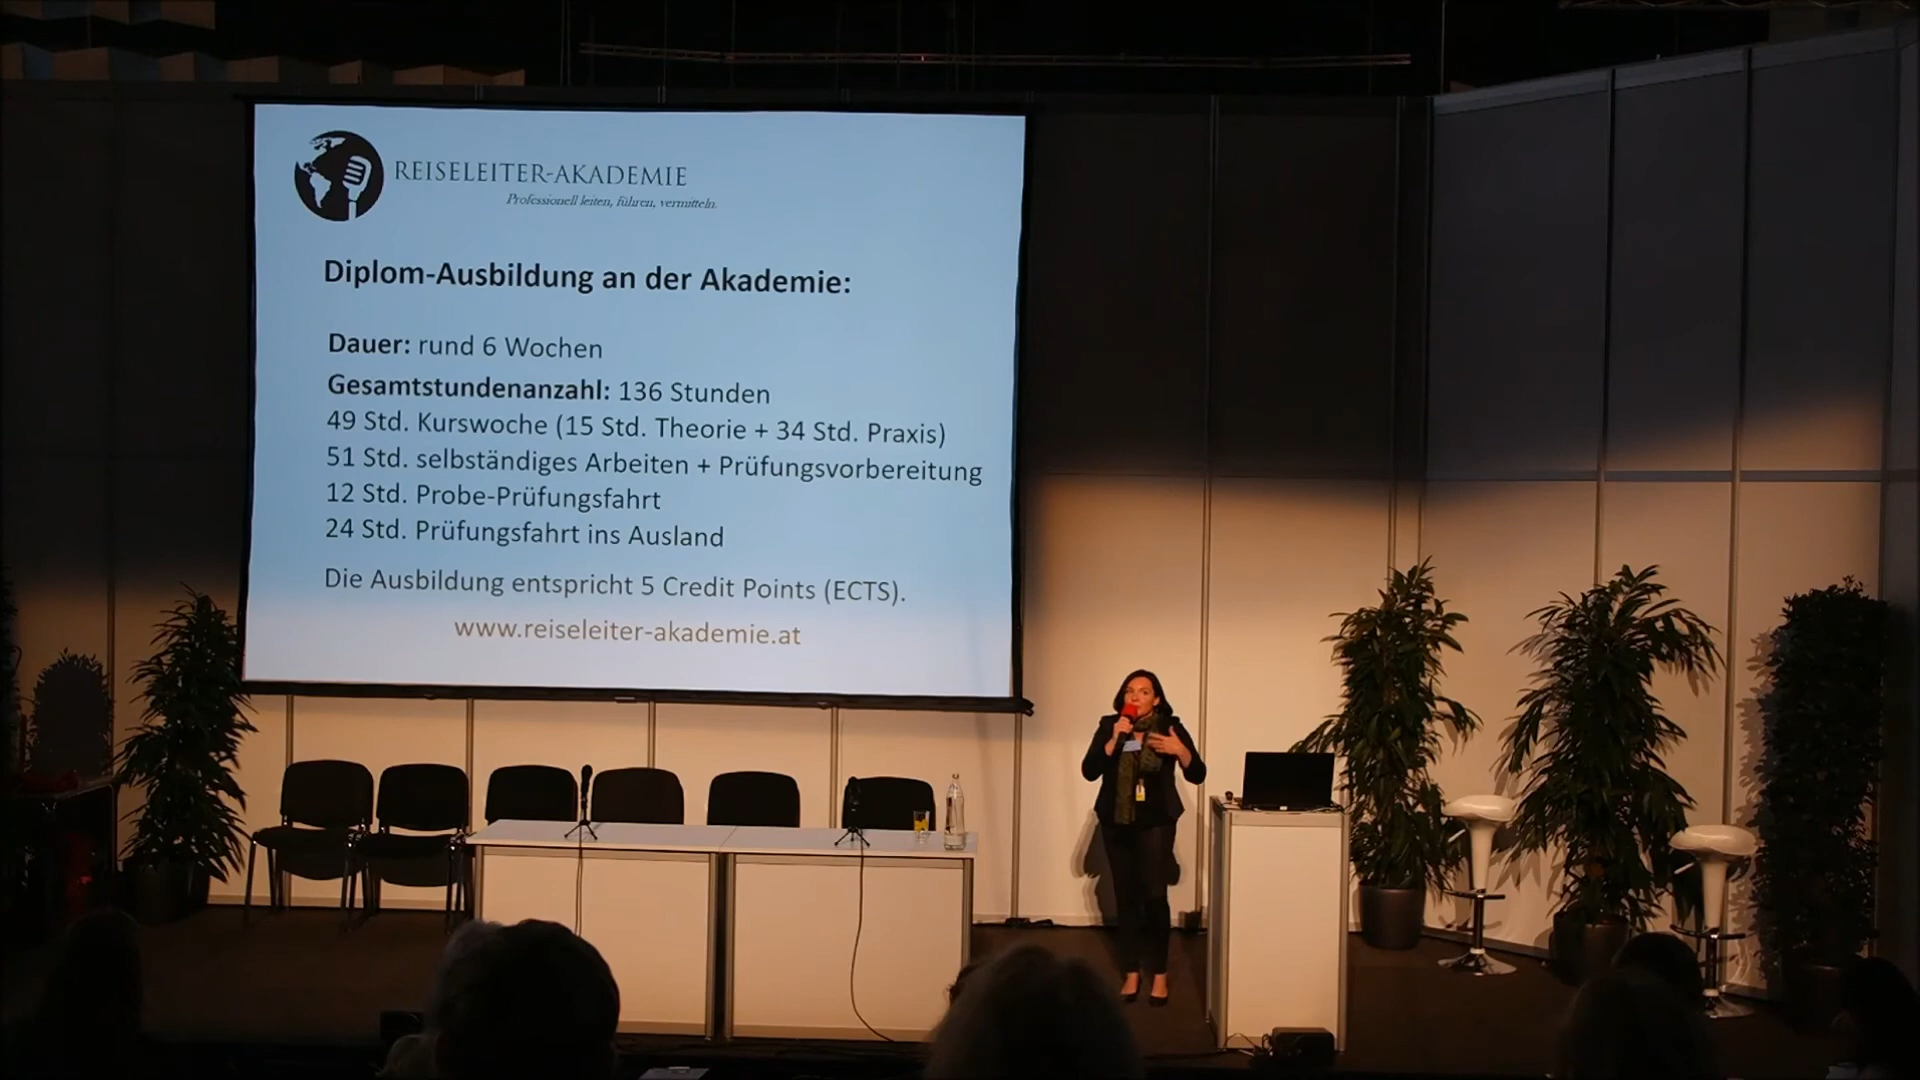 REISELEITER-AKADEMIE
Professionell leiten, führen, vermitteln.
Diplom-Ausbildung an der Akademie:
Dauer: rund 6 Wochen
Gesamtstundenanzahl: 136 Stunden
49 Std. Kurswoche (15 Std. Theorie + 34 Std. Praxis)
51 Std. selbständiges Arbeiten + Prüfungsvorbereitung
12 Std. Probe-Prüfungsfahrt
24 Std. Prüfungsfahrt ins Ausland
Die Ausbildung entspricht 5 Credit Points (ECTS).
www.reiseleiter-akademie.at